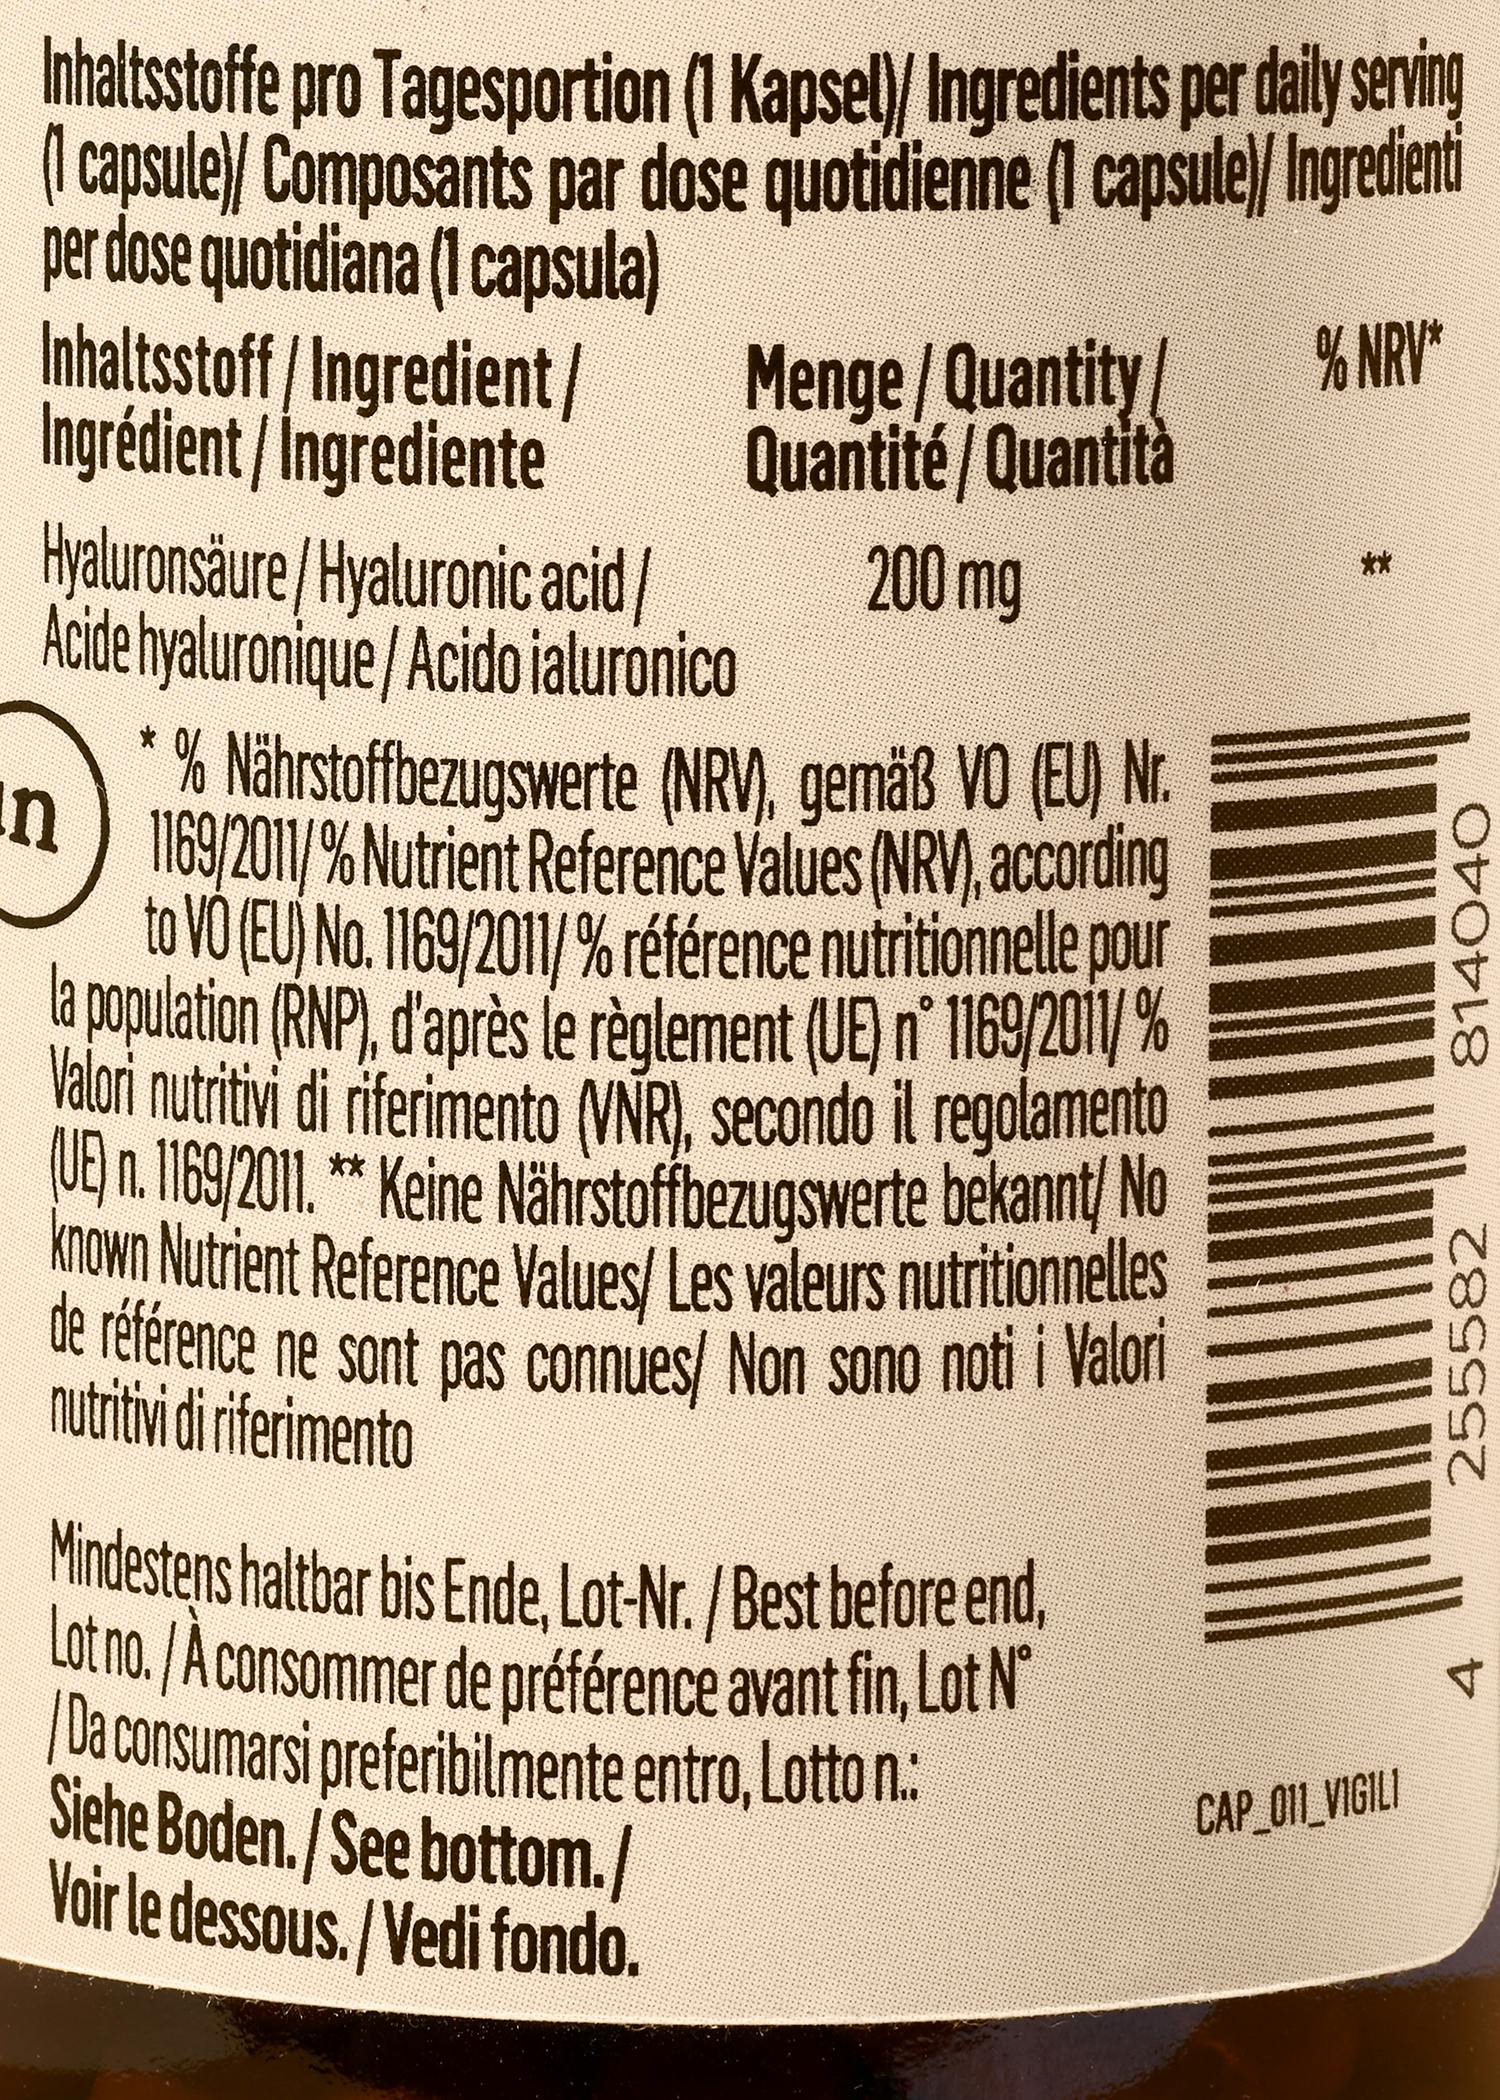 Inhaltsstoffe pro Tagesportion (1 Kapsel)/ Ingredients per daily serving
(1 capsule)/ Composants par dose quotidienne (1 capsule)/ Ingredienti
per dose quotidiana (1 capsula)
Inhaltsstoff / Ingredient /
Ingrédient / Ingrediente
Menge / Quantity /
Quantité / Quantità
% NRV*
Hyaluronsäure / Hyaluronic acid /
Acide hyaluronique / Acido ialuronico
200 mg
**
* % Nährstoffbezugswerte (NRV), gemäß VO (EU) Nr.
1169/2011/ % Nutrient Reference Values (NRV), according
to VO (EU) No. 1169/2011/ % référence nutritionnelle pour
la population (RNP), d'après le règlement (UE) n° 1169/2011/ %
Valori nutritivi di riferimento (VNR), secondo il regolamento
(UE) n. 1169/2011. ** Keine Nährstoffbezugswerte bekannt/ No
known Nutrient Reference Values/ Les valeurs nutritionnelles
de référence ne sont pas connues/ Non sono noti i Valori
nutritivi di riferimento
Mindestens haltbar bis Ende, Lot-Nr. / Best before end,
Lot no. / À consommer de préférence avant fin, Lot N°
/ Da consumarsi preferibilmente entro, Lotto n.:
Siehe Boden. / See bottom. /
Voir le dessous. / Vedi fondo.
4 255582 814040
CAP_011_V1G1L1